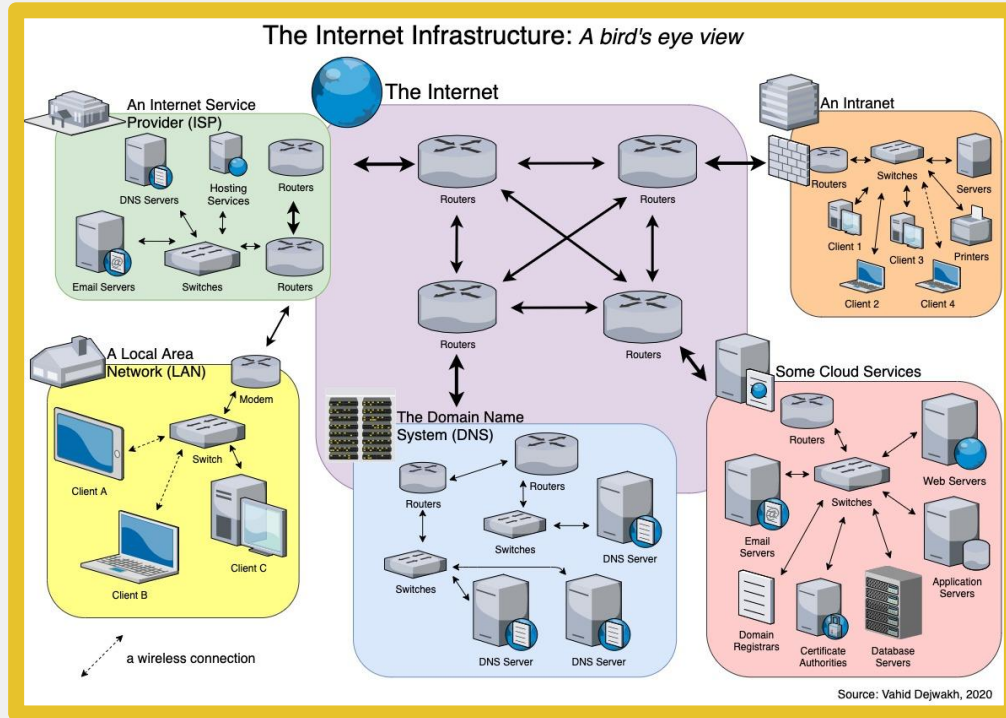 The Internet Infrastructure: A bird's eye view
An Internet Service
Provider (ISP)
DNS Servers
Hosting
Services
Routers
Email Servers
Switches
Routers
The Internet
Routers
Routers
Routers
Routers
An Intranet
Routers
Switches
Servers
Client 1
Client 3
Printers
Client 2
Client 4
A Local Area
Network (LAN)
Modem
Switch
Client A
Client B
Client C
a wireless connection
The Domain Name
System (DNS)
Routers
Routers
Switches
DNS Server
Switches
DNS Server
DNS Server
Some Cloud Services
Routers
Web Servers
Switches
Email
Servers
Application
Servers
Domain
Registrars
Certificate
Authorities
Database
Servers
Source: Vahid Dejwakh, 2020